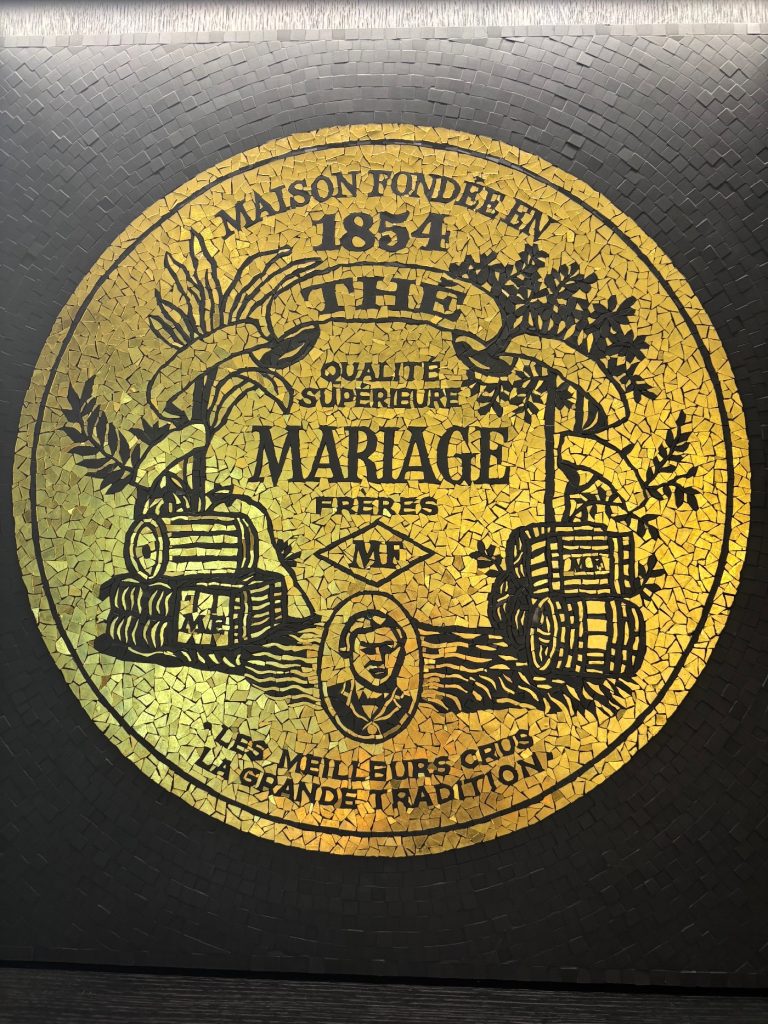 MAISON FONDÉE EN
1854
THÉ
QUALITÉ
SUPÉRIEURE
MARIAGE
FRÈRES
MF
M.F.
M.F.
• LES MEILLEURS CRUS
LA GRANDE TRADITION •